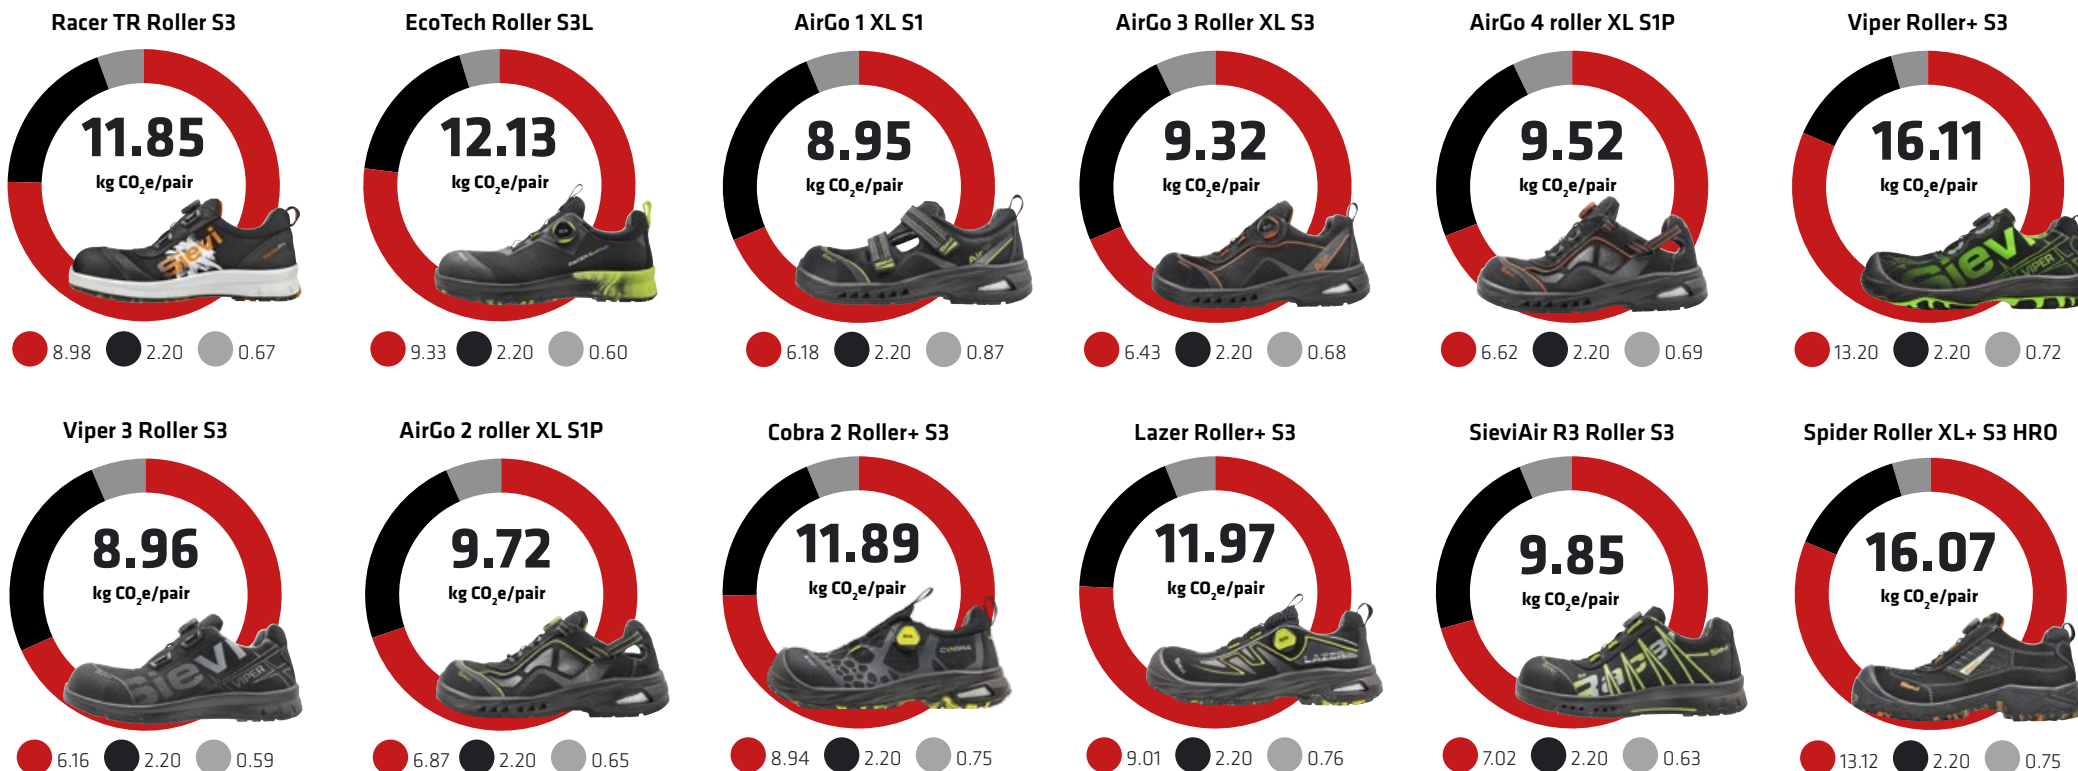 Racer TR Roller S3
11.85
kg CO₂e/pair
Sievi
8.98 2.20 0.67
EcoTech Roller S3L
12.13
kg CO₂e/pair
9.33 2.20 0.60
AirGo 1 XL S1
8.95
kg CO₂e/pair
Air
6.18 2.20 0.87
AirGo 3 Roller XL S3
9.32
kg CO₂e/pair
Air
6.43 2.20 0.68
AirGo 4 roller XL S1P
9.52
kg CO₂e/pair
6.62 2.20 0.69
Viper Roller+ S3
16.11
kg CO₂e/pair
Sievi
VIPER
13.20 2.20 0.72
Viper 3 Roller S3
8.96
kg CO₂e/pair
Sievi
VIPER
6.16 2.20 0.59
AirGo 2 roller XL S1P
9.72
kg CO₂e/pair
6.87 2.20 0.65
Cobra 2 Roller+ S3
11.89
kg CO₂e/pair
COBRA
8.94 2.20 0.75
Lazer Roller+ S3
11.97
kg CO₂e/pair
LAZER
9.01 2.20 0.76
SieviAir R3 Roller S3
9.85
kg CO₂e/pair
7.02 2.20 0.63
Spider Roller XL+ S3 HRO
16.07
kg CO₂e/pair
13.12 2.20 0.75